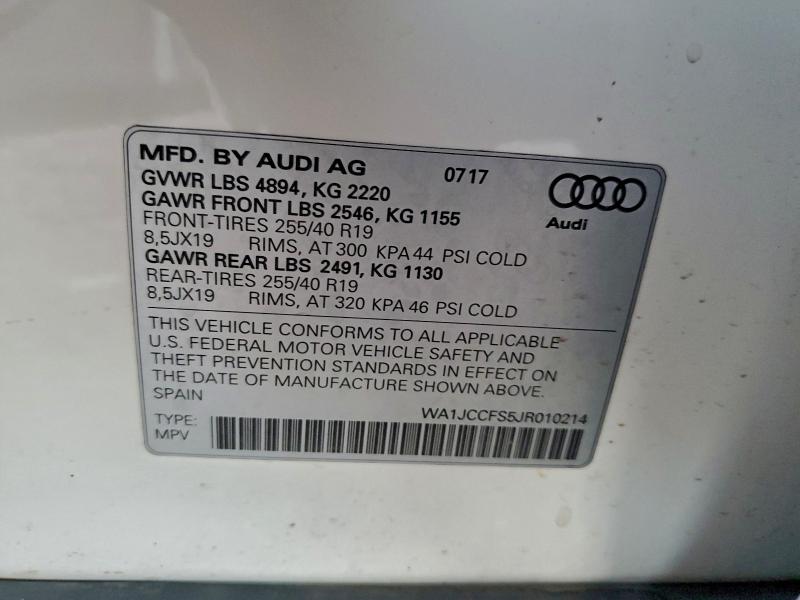 MFD. BY AUDI AG 0717
GVWR LBS 4894, KG 2220
GAWR FRONT LBS 2546, KG 1155
FRONT-TIRES 255/40 R19
8,5JX19 RIMS, AT 300 KPA 44 PSI COLD
GAWR REAR LBS 2491, KG 1130
REAR-TIRES 255/40 R19
8,5JX19 RIMS, AT 320 KPA 46 PSI COLD
Audi
THIS VEHICLE CONFORMS TO ALL APPLICABLE
U.S. FEDERAL MOTOR VEHICLE SAFETY AND
THEFT PREVENTION STANDARDS IN EFFECT ON
THE DATE OF MANUFACTURE SHOWN ABOVE.
SPAIN
WA1JCCFS5JR010214
TYPE:
MPV